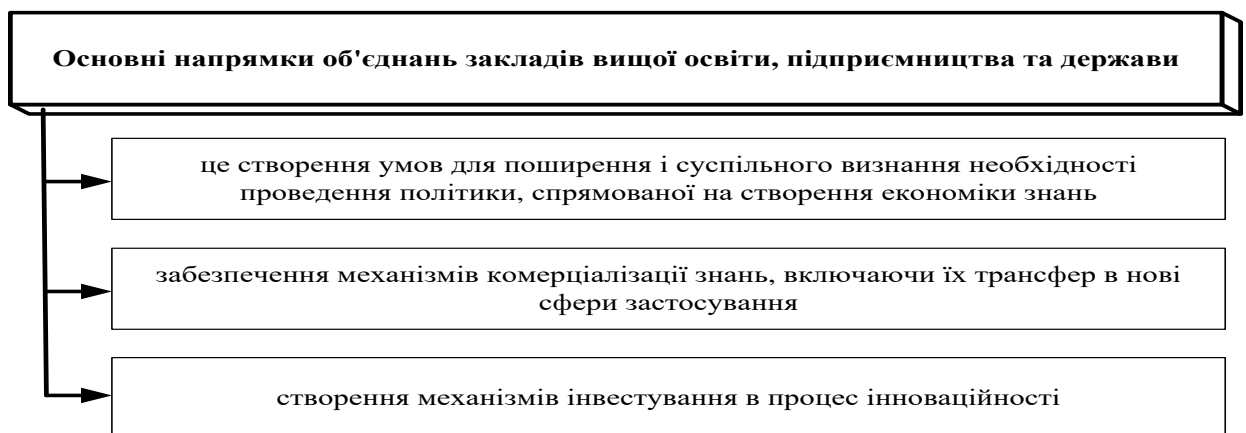 Основні напрямки об'єднань закладів вищої освіти, підприємництва та держави
це створення умов для поширення і суспільного визнання необхідності
проведення політики, спрямованої на створення економіки знань
забезпечення механізмів комерціалізації знань, включаючи їх трансфер в нові
сфери застосування
створення механізмів інвестування в процес інноваційності